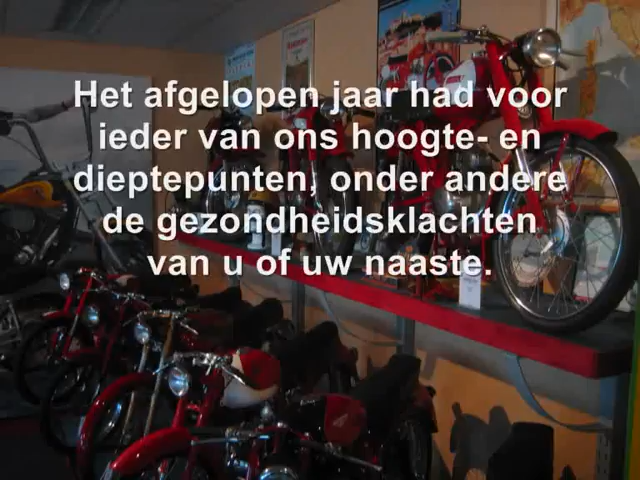 Het afgelopen jaar had voor
ieder van ons hoogte- en
dieptepunten, onder andere
de gezondheidsklachten
van u of uw naaste.